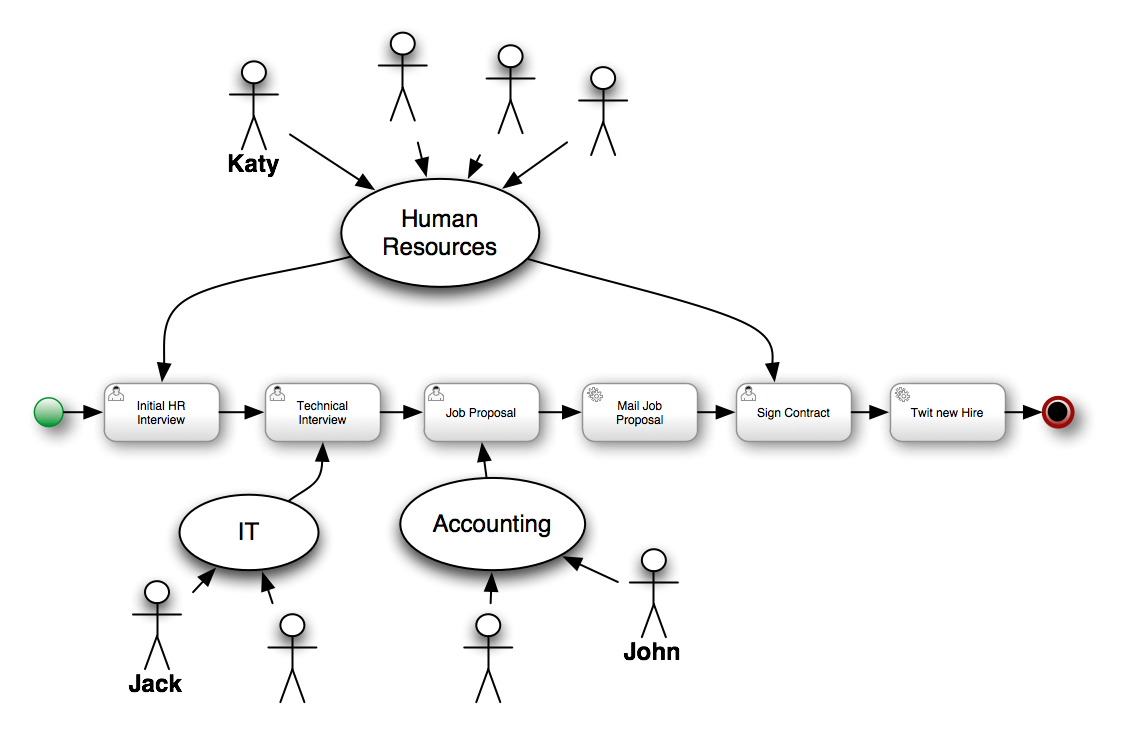 Katy
Human
Resources
Initial HR
Interview
Technical
Interview
Job Proposal
Mail Job
Proposal
Sign Contract
Twit new Hire
IT
Accounting
Jack
John